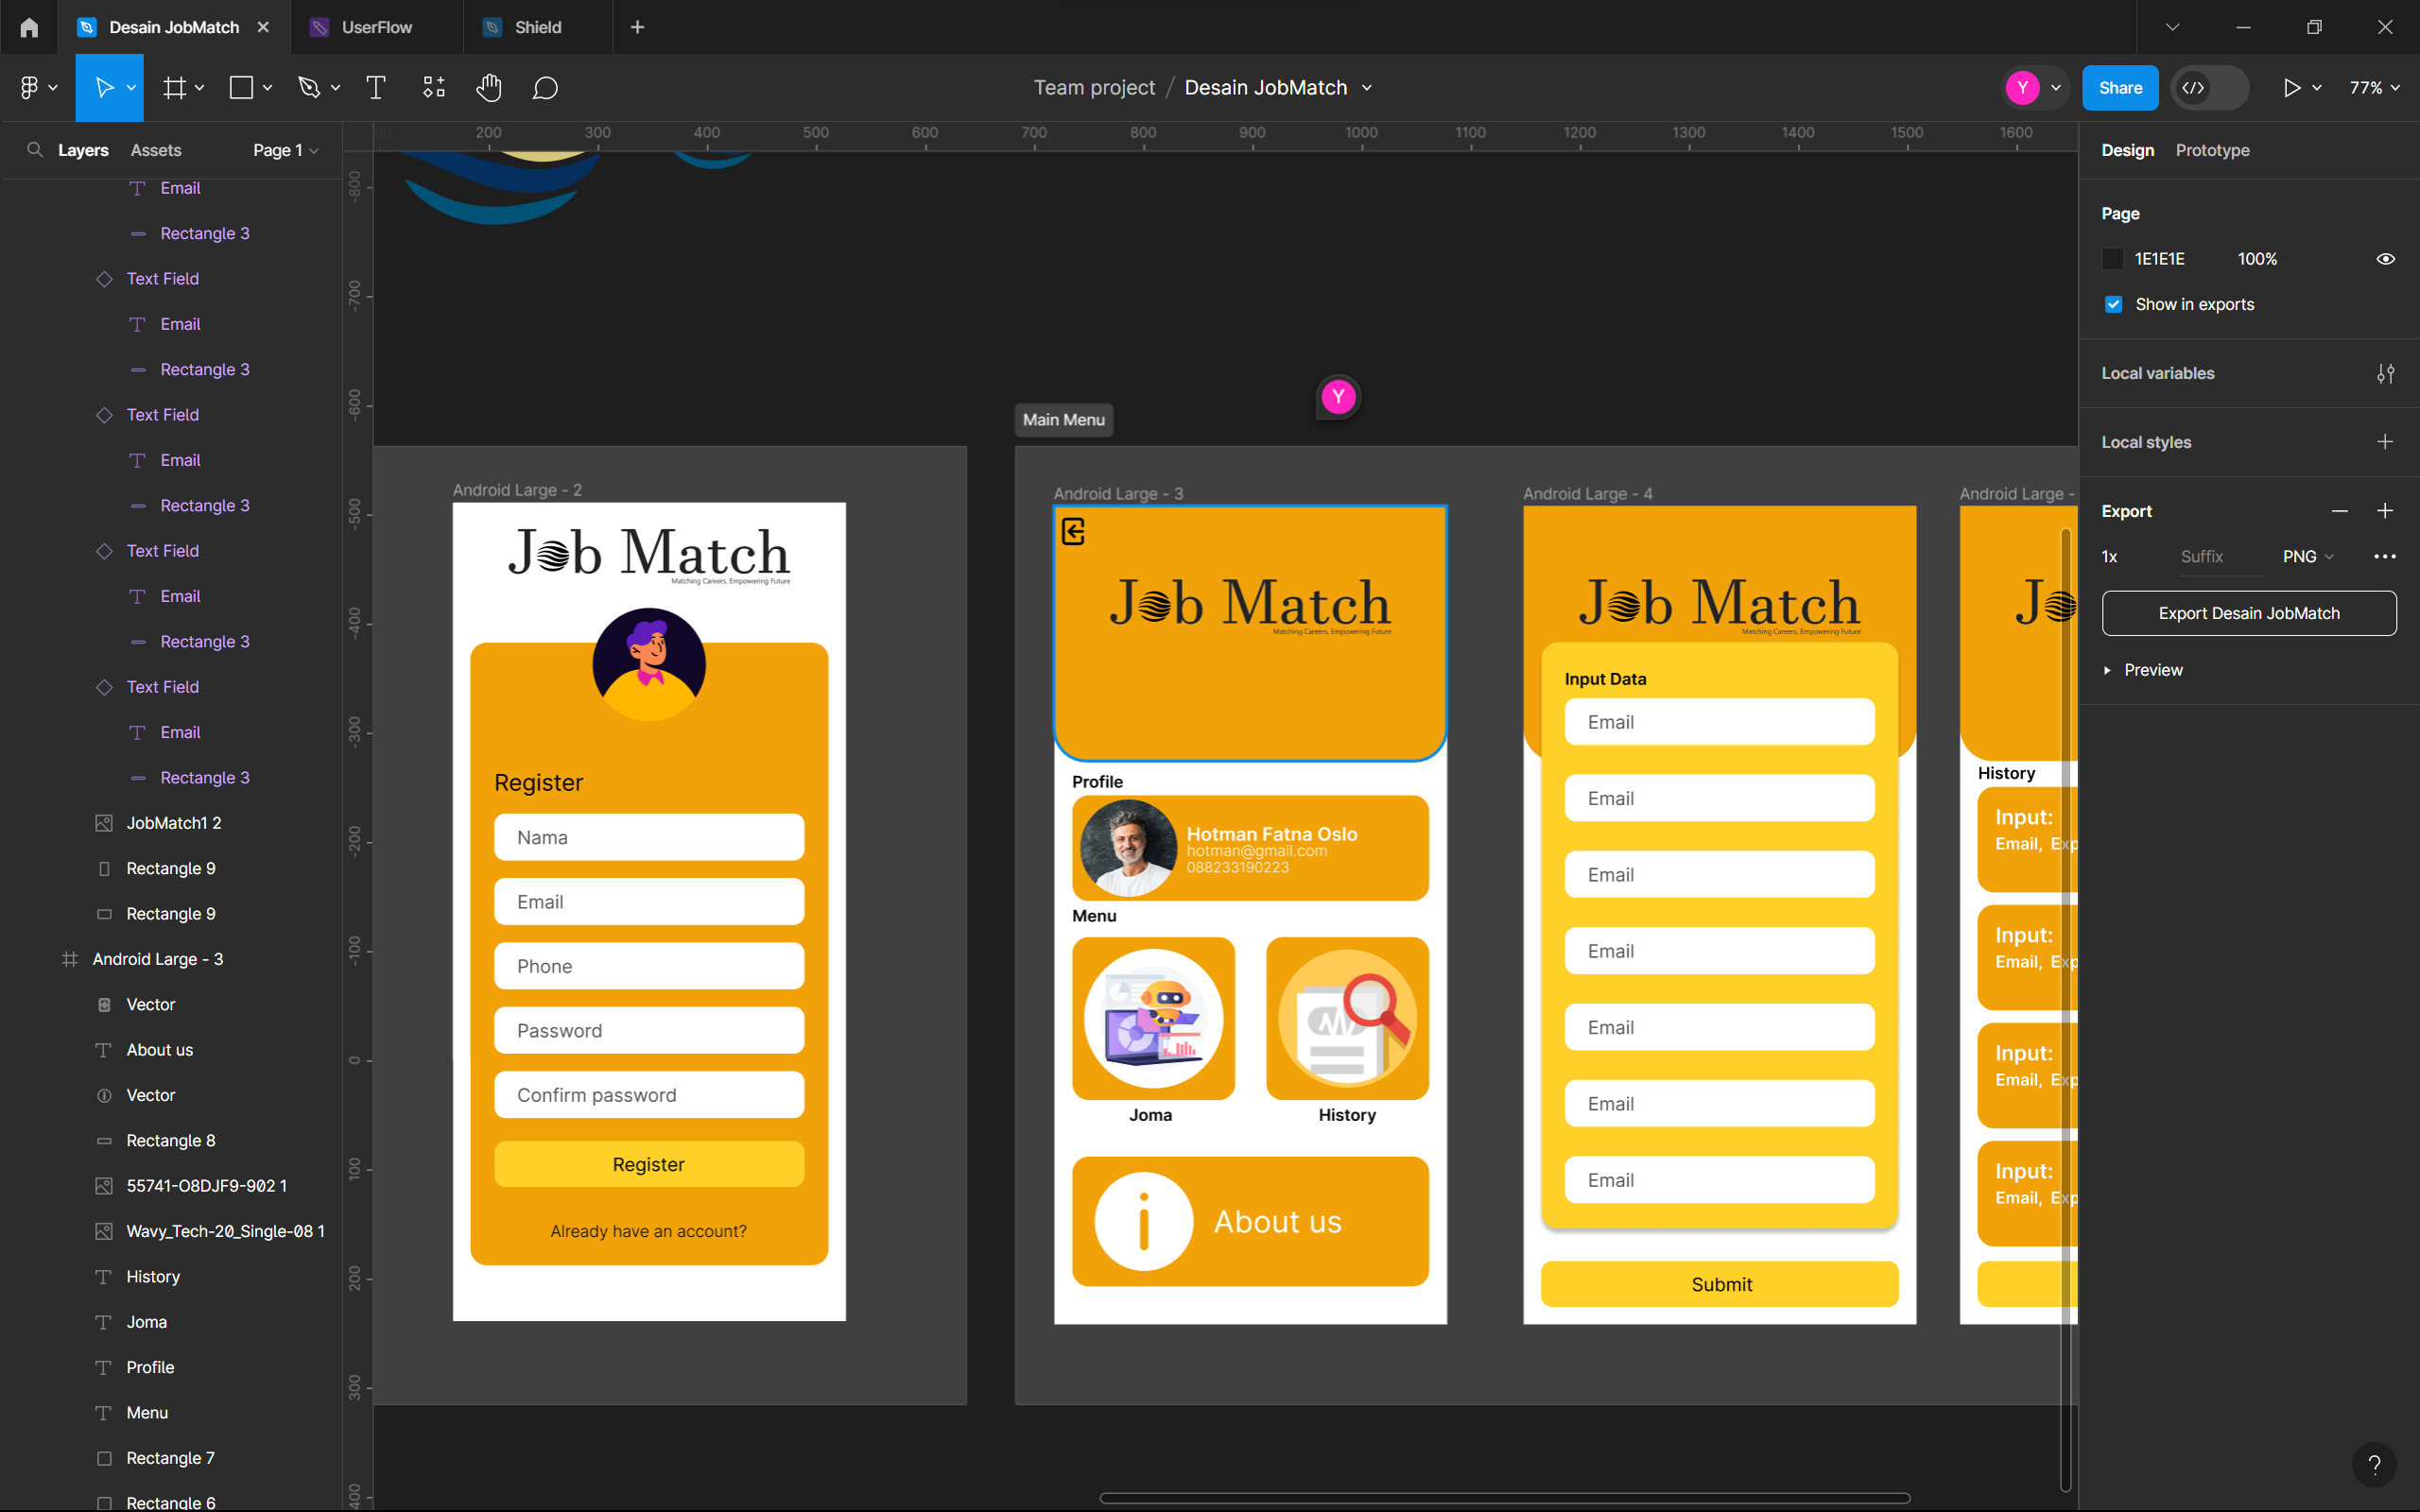 Desain JobMatch
UserFlow
Shield
Team project / Desain JobMatch
Y
Share
77%
Layers
Assets
Page 1
Email
Rectangle 3
Text Field
Email
Rectangle 3
Text Field
Email
Rectangle 3
Text Field
Email
Rectangle 3
Text Field
Email
Rectangle 3
JobMatch1 2
Rectangle 9
Rectangle 9
Android Large - 3
Vector
About us
Vector
Rectangle 8
55741-O8DJF9-902 1
Wavy_Tech-20_Single-08 1
History
Joma
Profile
Menu
Rectangle 7
Rectangle 6
200 300 400 500 600 700 800 900 1000 1100 1200 1300 1400 1500 1600
-800
-700
-600
-500
-400
-300
-200
-100
0
100
200
300
400
Y
Main Menu
Android Large - 2
Job Match
Matching Careers, Empowering Future
Register
Nama
Email
Phone
Password
Confirm password
Register
Already have an account?
Android Large - 3
Job Match
Matching Careers, Empowering Future
Profile
Hotman Fatna Oslo
hotman@gmail.com
088233190223
Menu
Joma
History
i
About us
Android Large - 4
Job Match
Matching Careers, Empowering Future
Input Data
Email
Email
Email
Email
Email
Email
Email
Submit
Android Large -
Jo
History
Input:
Email, Exp
Input:
Email, Exp
Input:
Email, Exp
Input:
Email, Exp
Design
Prototype
Page
1E1E1E 100%
Show in exports
Local variables
Local styles
Export
1x Suffix PNG
Export Desain JobMatch
Preview
?